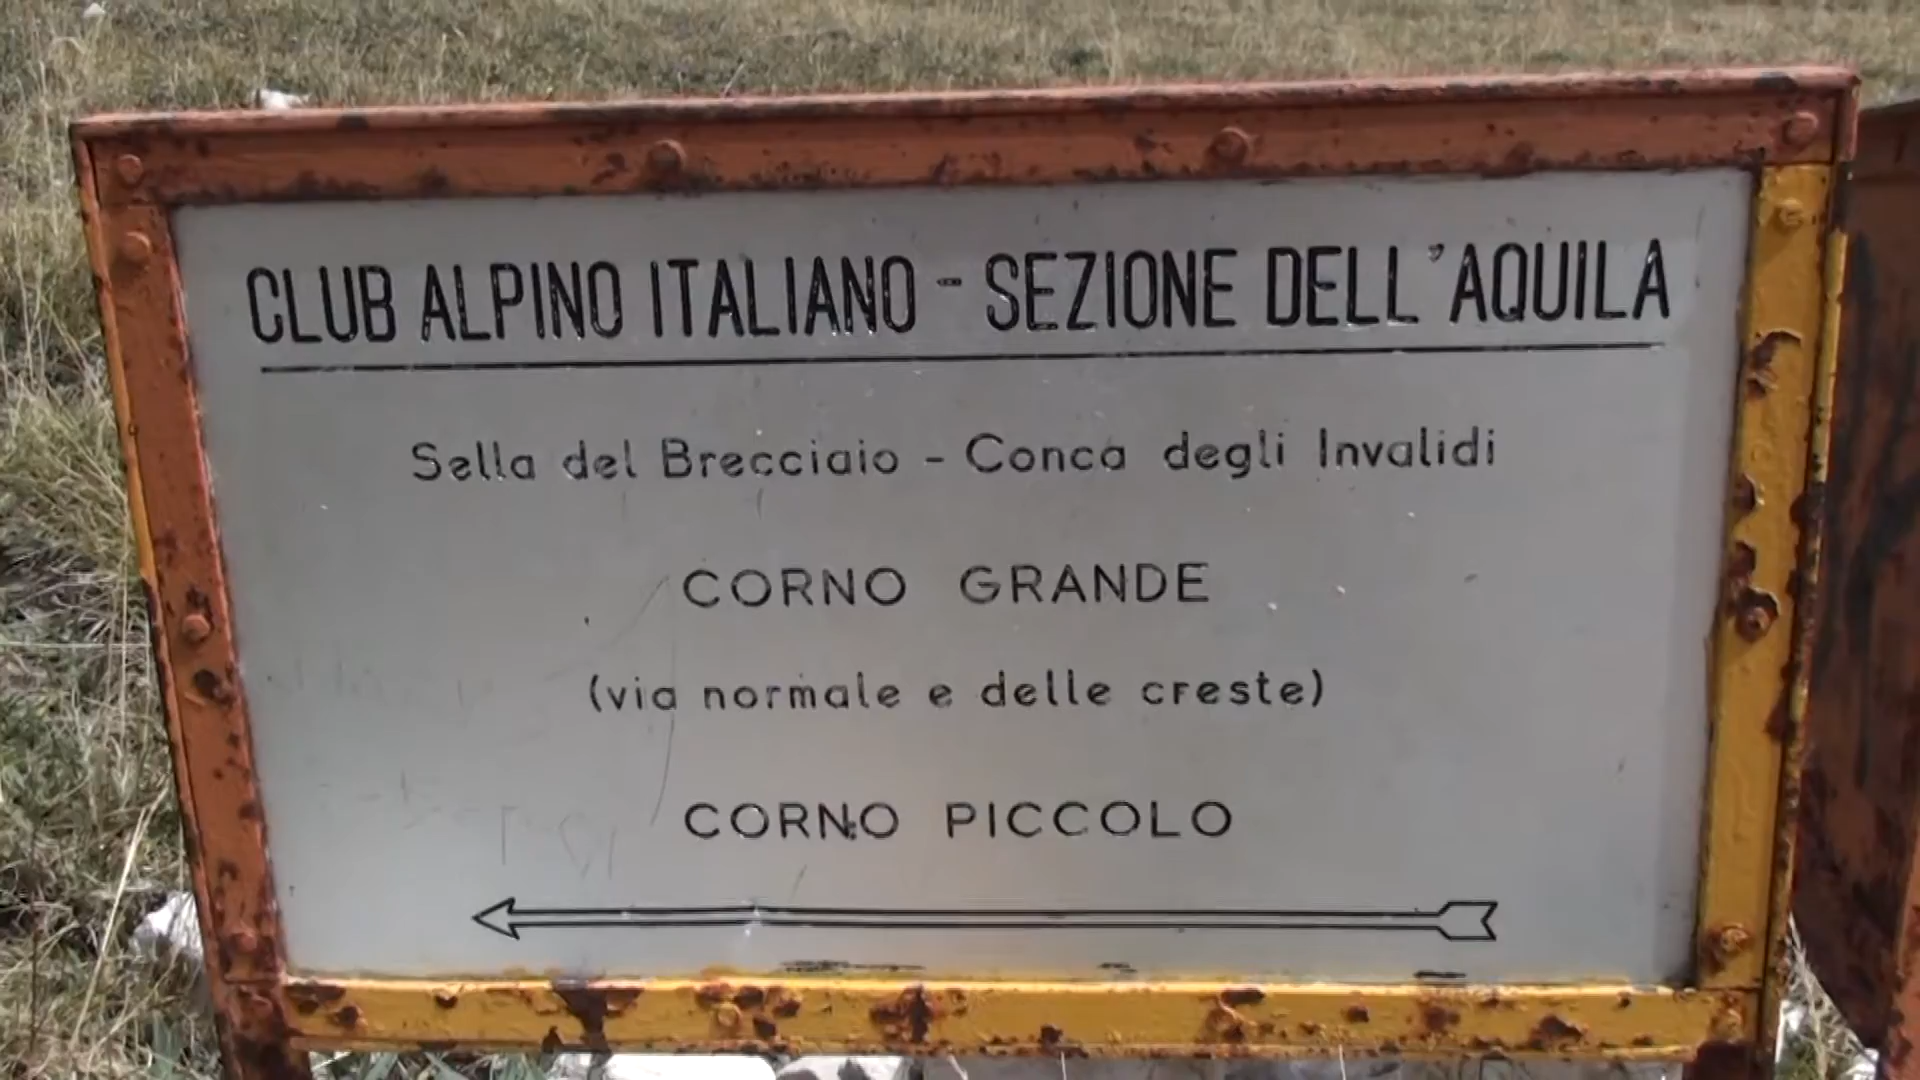 CLUB ALPINO ITALIANO - SEZIONE DELL'AQUILA
Sella del Brecciaio - Conca degli Invalidi
CORNO GRANDE
(via normale e delle creste)
CORNO PICCOLO